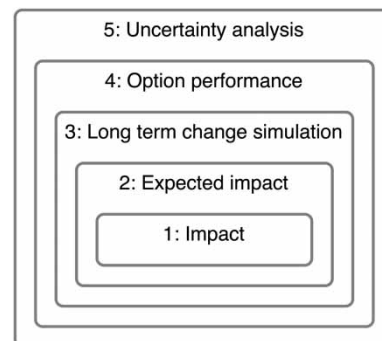 5: Uncertainty analysis
4: Option performance
3: Long term change simulation
2: Expected impact
1: Impact